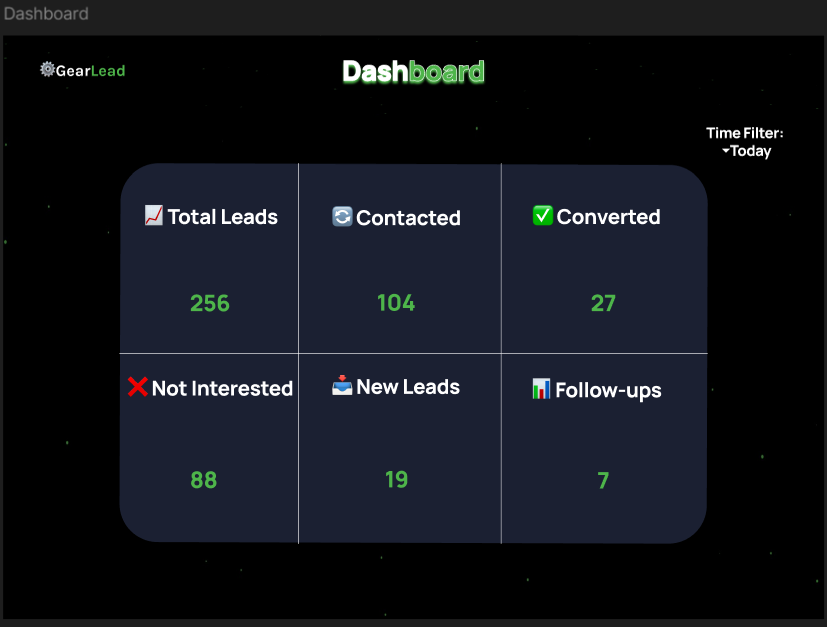 Dashboard
GearLead
Dashboard
Time Filter:
Today
Total Leads
Contacted
Converted
256
104
27
Not Interested
New Leads
Follow-ups
88
19
7